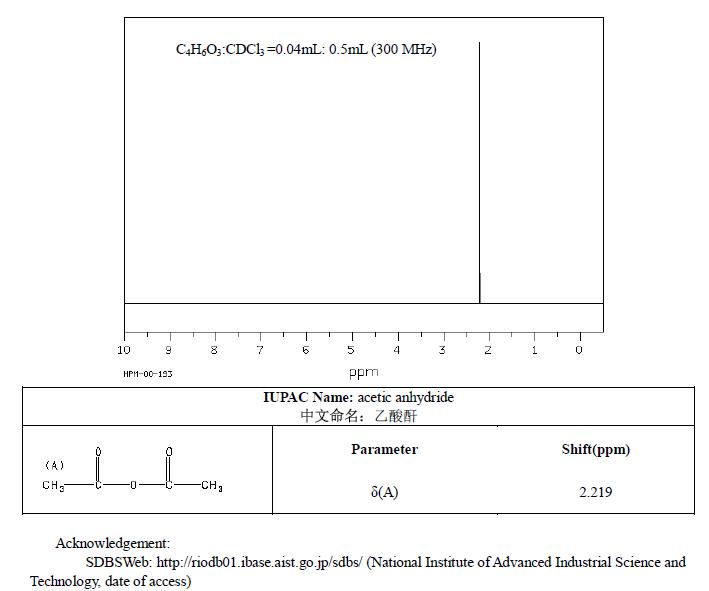 C₄H₆O₃:CDCl₃ =0.04mL: 0.5mL (300 MHz)
10 9 8 7 6 5 4 3 2 1 0
HPM-00-193
ppm
IUPAC Name: acetic anhydride
中文命名：乙酸酐
Parameter Shift(ppm)
(A)
O O
CH₃ C O C CH₃
δ(A) 2.219
Acknowledgement:
SDBSWeb: http://riodb01.ibase.aist.go.jp/sdbs/ (National Institute of Advanced Industrial Science and
Technology, date of access)